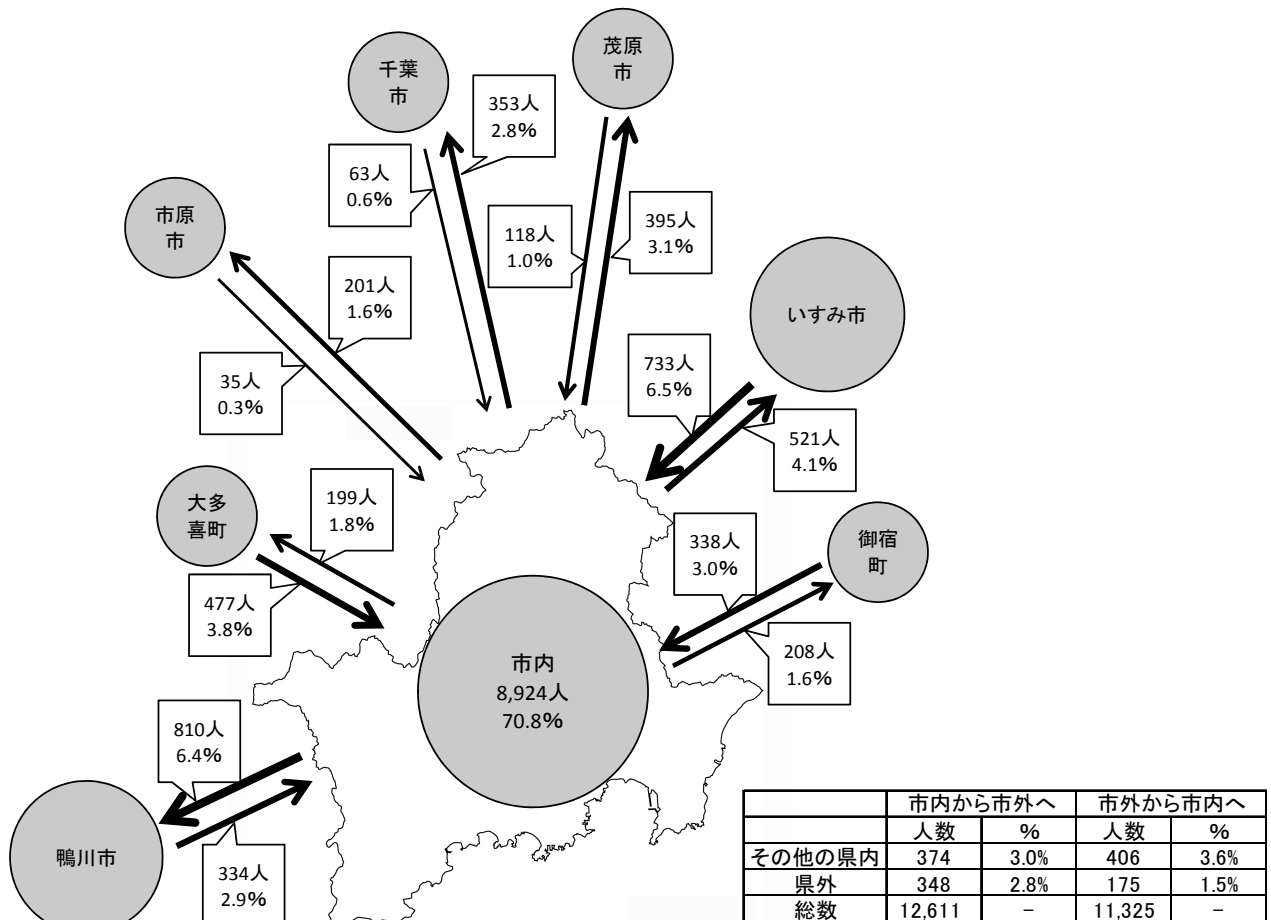 茂原
市
千葉
市
353人
2.8%
63人
0.6%
118人
1.0%
395人
3.1%
市原
市
201人
1.6%
35人
0.3%
いすみ市
733人
6.5%
521人
4.1%
大多
喜町
199人
1.8%
477人
3.8%
338人
3.0%
御宿
町
208人
1.6%
市内
8,924人
70.8%
810人
6.4%
鴨川市
334人
2.9%
市内から市外へ 市外から市内へ
人数 % 人数 %
その他の県内 374 3.0% 406 3.6%
県外 348 2.8% 175 1.5%
総数 12,611 − 11,325 −